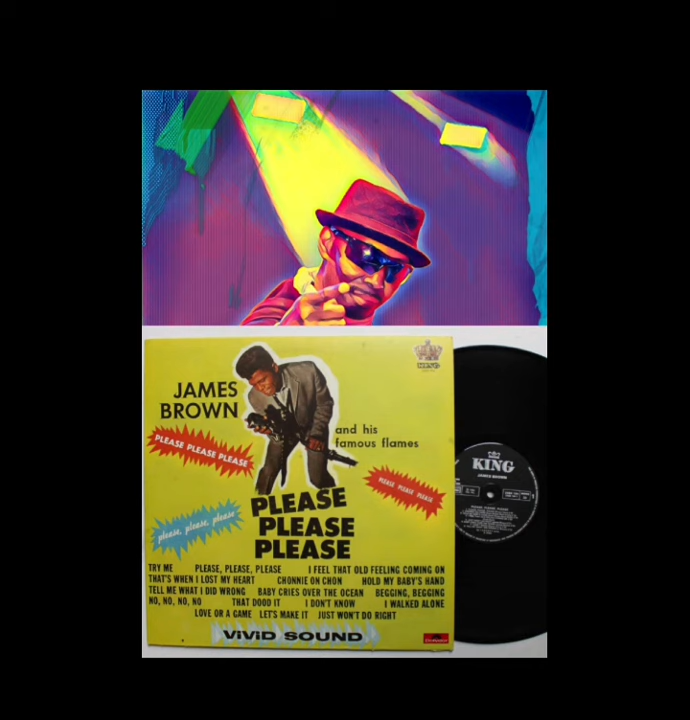 JAMES
BROWN
KING
and his
famous flames
PLEASE PLEASE PLEASE
PLEASE PLEASE PLEASE
please, please, please
PLEASE
PLEASE
PLEASE
TRY ME PLEASE, PLEASE, PLEASE I FEEL THAT OLD FEELING COMING ON
THAT'S WHEN I LOST MY HEART CHONNIE ON CHON HOLD MY BABY'S HAND
TELL ME WHAT I DID WRONG BABY CRIES OVER THE OCEAN BEGGING, BEGGING
NO, NO, NO, NO THAT DOOD IT I DON'T KNOW I WALKED ALONE
LOVE OR A GAME LET'S MAKE IT JUST WON'T DO RIGHT
ViViD SOUND
KING
JAMES BROWN